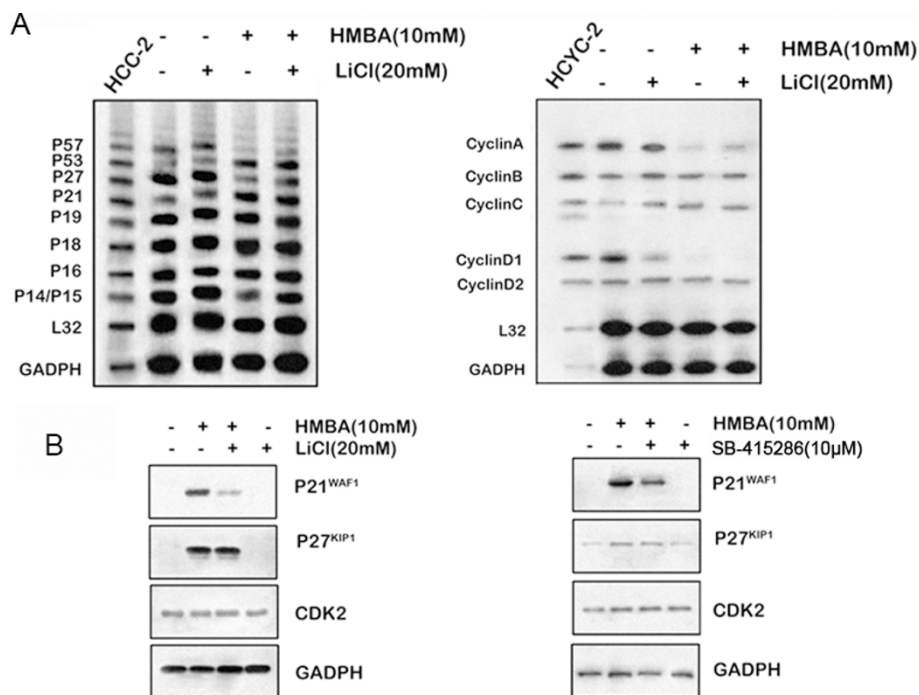 A
HCC-2 - - + + HMBA(10mM)
- + - + LiCl(20mM)
P57
P53
P27
P21
P19
P18
P16
P14/P15
L32
GADPH
HCYC-2 - - + + HMBA(10mM)
- + - + LiCl(20mM)
CyclinA
CyclinB
CyclinC
CyclinD1
CyclinD2
L32
GADPH
B
- + + - HMBA(10mM)
- - + + LiCl(20mM)
P21WAF1
P27KIP1
CDK2
GADPH
- + + - HMBA(10mM)
- - + + SB-415286(10μM)
P21WAF1
P27KIP1
CDK2
GADPH